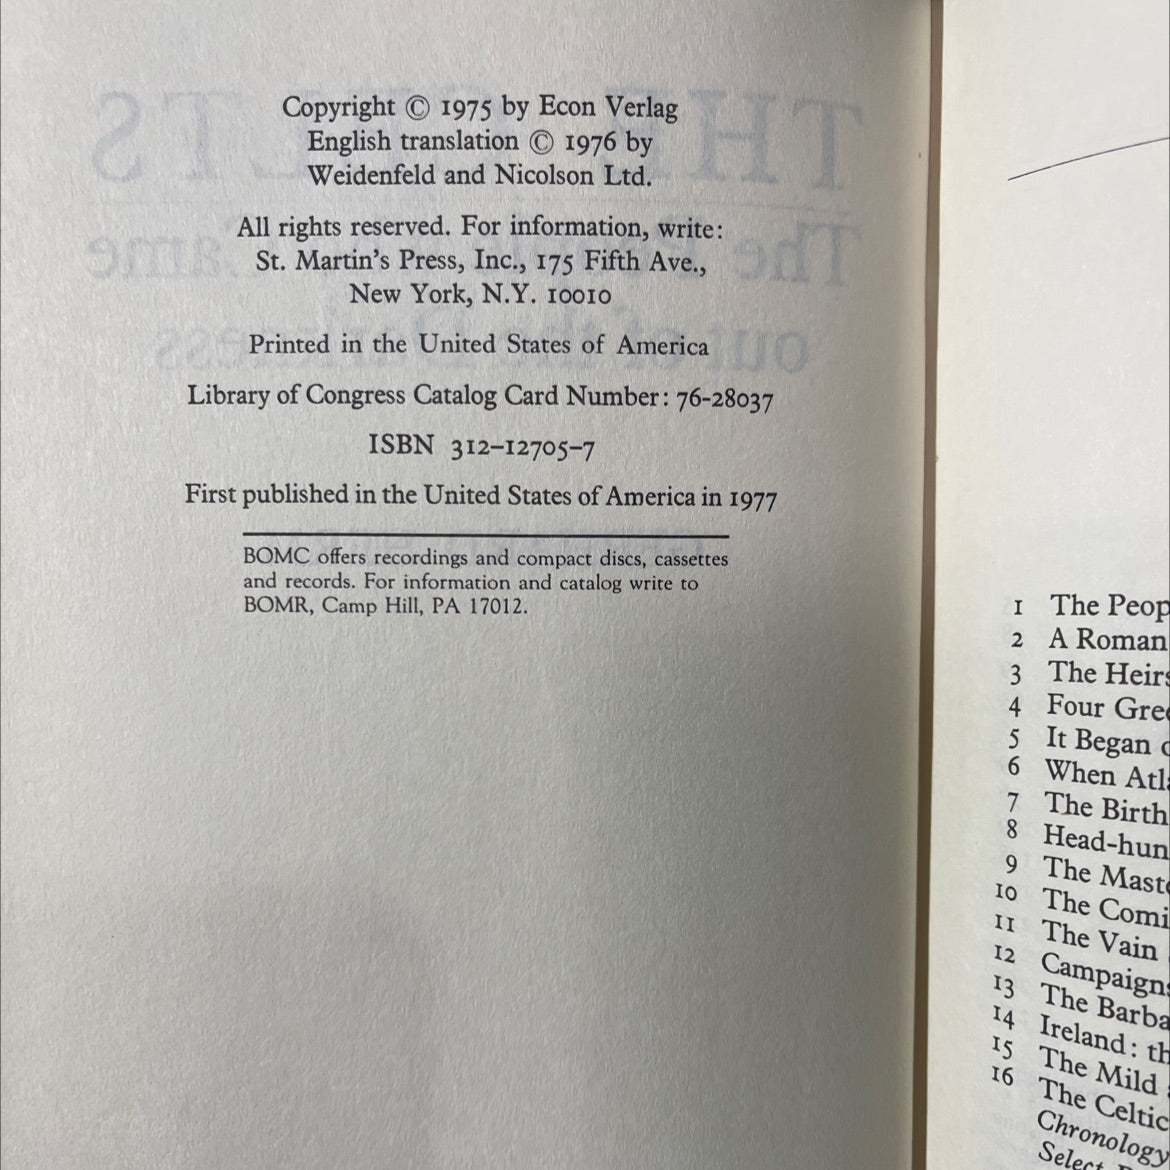 Copyright © 1975 by Econ Verlag
English translation © 1976 by
Weidenfeld and Nicolson Ltd.
All rights reserved. For information, write:
St. Martin's Press, Inc., 175 Fifth Ave.,
New York, N.Y. 10010
Printed in the United States of America
Library of Congress Catalog Card Number: 76-28037
ISBN 312-12705-7
First published in the United States of America in 1977
BOMC offers recordings and compact discs, cassettes
and records. For information and catalog write to
BOMR, Camp Hill, PA 17012.
1 The Peop
2 A Roman
3 The Heirs
4 Four Gree
5 It Began
6 When Atl
7 The Birth
8 Head-hun
9 The Mast
10 The Comi
11 The Vain
12 Campaigns
13 The Barba
14 Ireland: th
15 The Mild
16 The Celtic
Chronology
Select